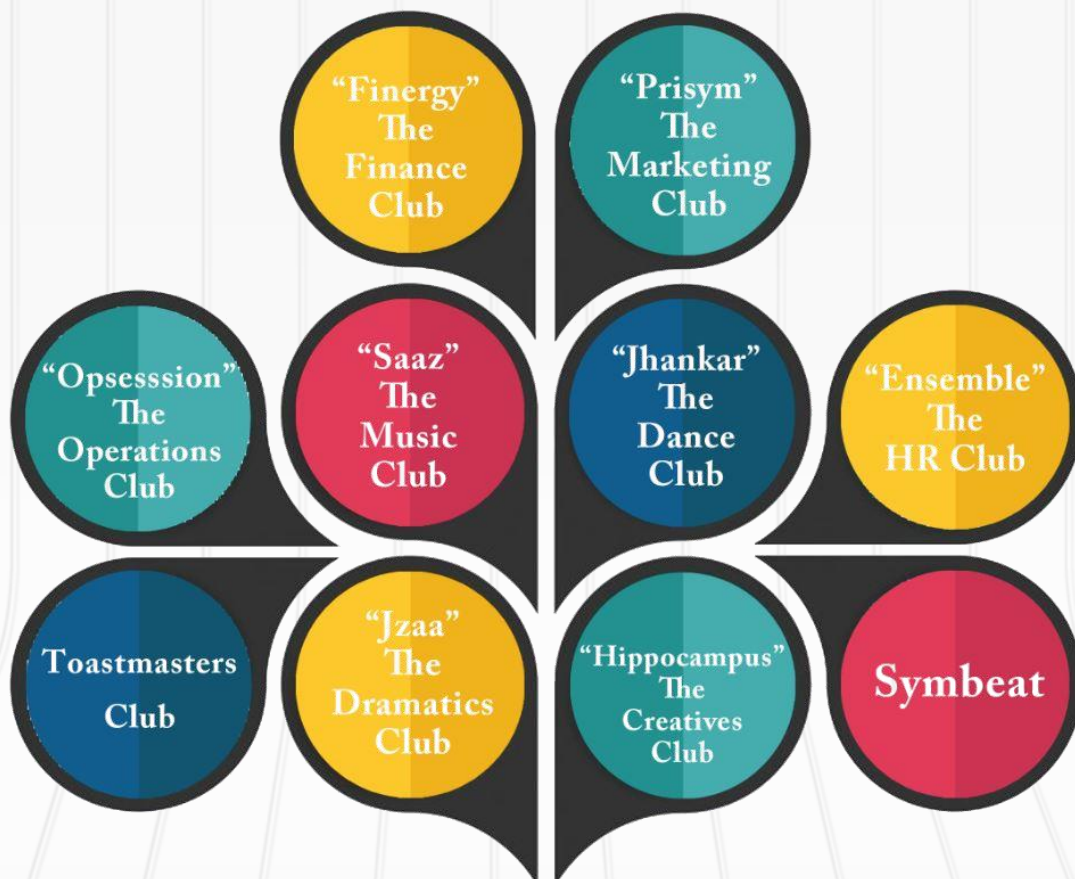 “Finergy”
The
Finance
Club
“Prisym”
The
Marketing
Club
“Opsesssion”
The
Operations
Club
“Saaz”
The
Music
Club
“Jhankar”
The
Dance
Club
“Ensemble”
The
HR Club
Toastmasters
Club
“Jzaa”
The
Dramatics
Club
“Hippocampus”
The
Creatives
Club
Symbeat